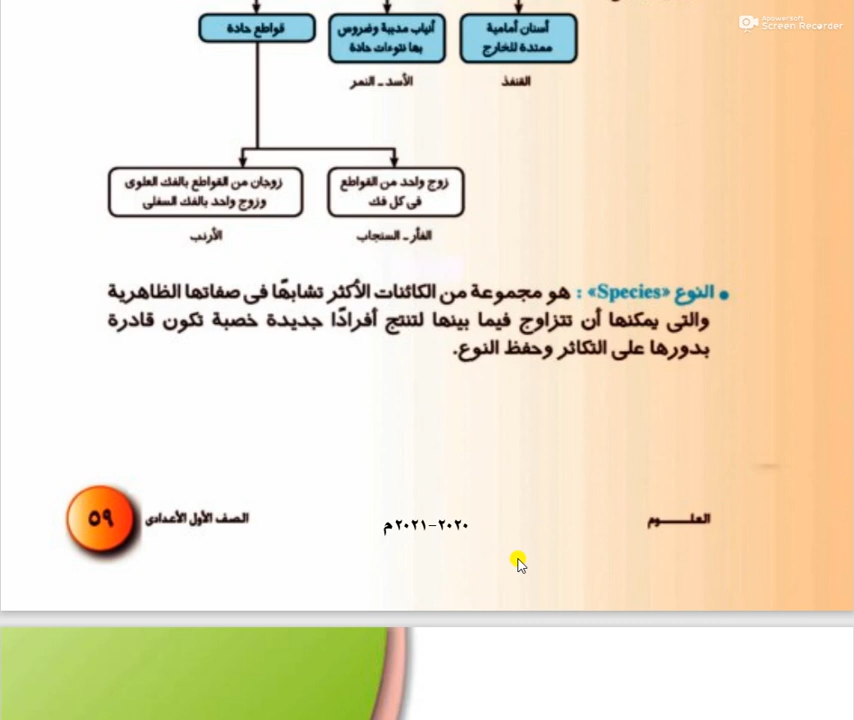 Apowersoft
Screen Recorder
أسنان أمامية
ممتدة للخارج
أنياب مدببة وضروس
بها نتوءات حادة
قواطع حادة
القنفذ
الأسد ـ النمر
زوج واحد من القواطع
فى كل فك
زوجان من القواطع بالفك العلوى
وزوج واحد بالفك السفلى
الفأر ـ السنجاب
الأرنب
• النوع «Species» : هو مجموعة من الكائنات الأكثر تشابهًا فى صفاتها الظاهرية
والتى يمكنها أن تتزاوج فيما بينها لتنتج أفرادًا جديدة خصبة تكون قادرة
بدورها على التكاثر وحفظ النوع.
العلـــــــوم
٢٠٢٠-٢٠٢١م
الصف الأول الأعدادى
٥٩